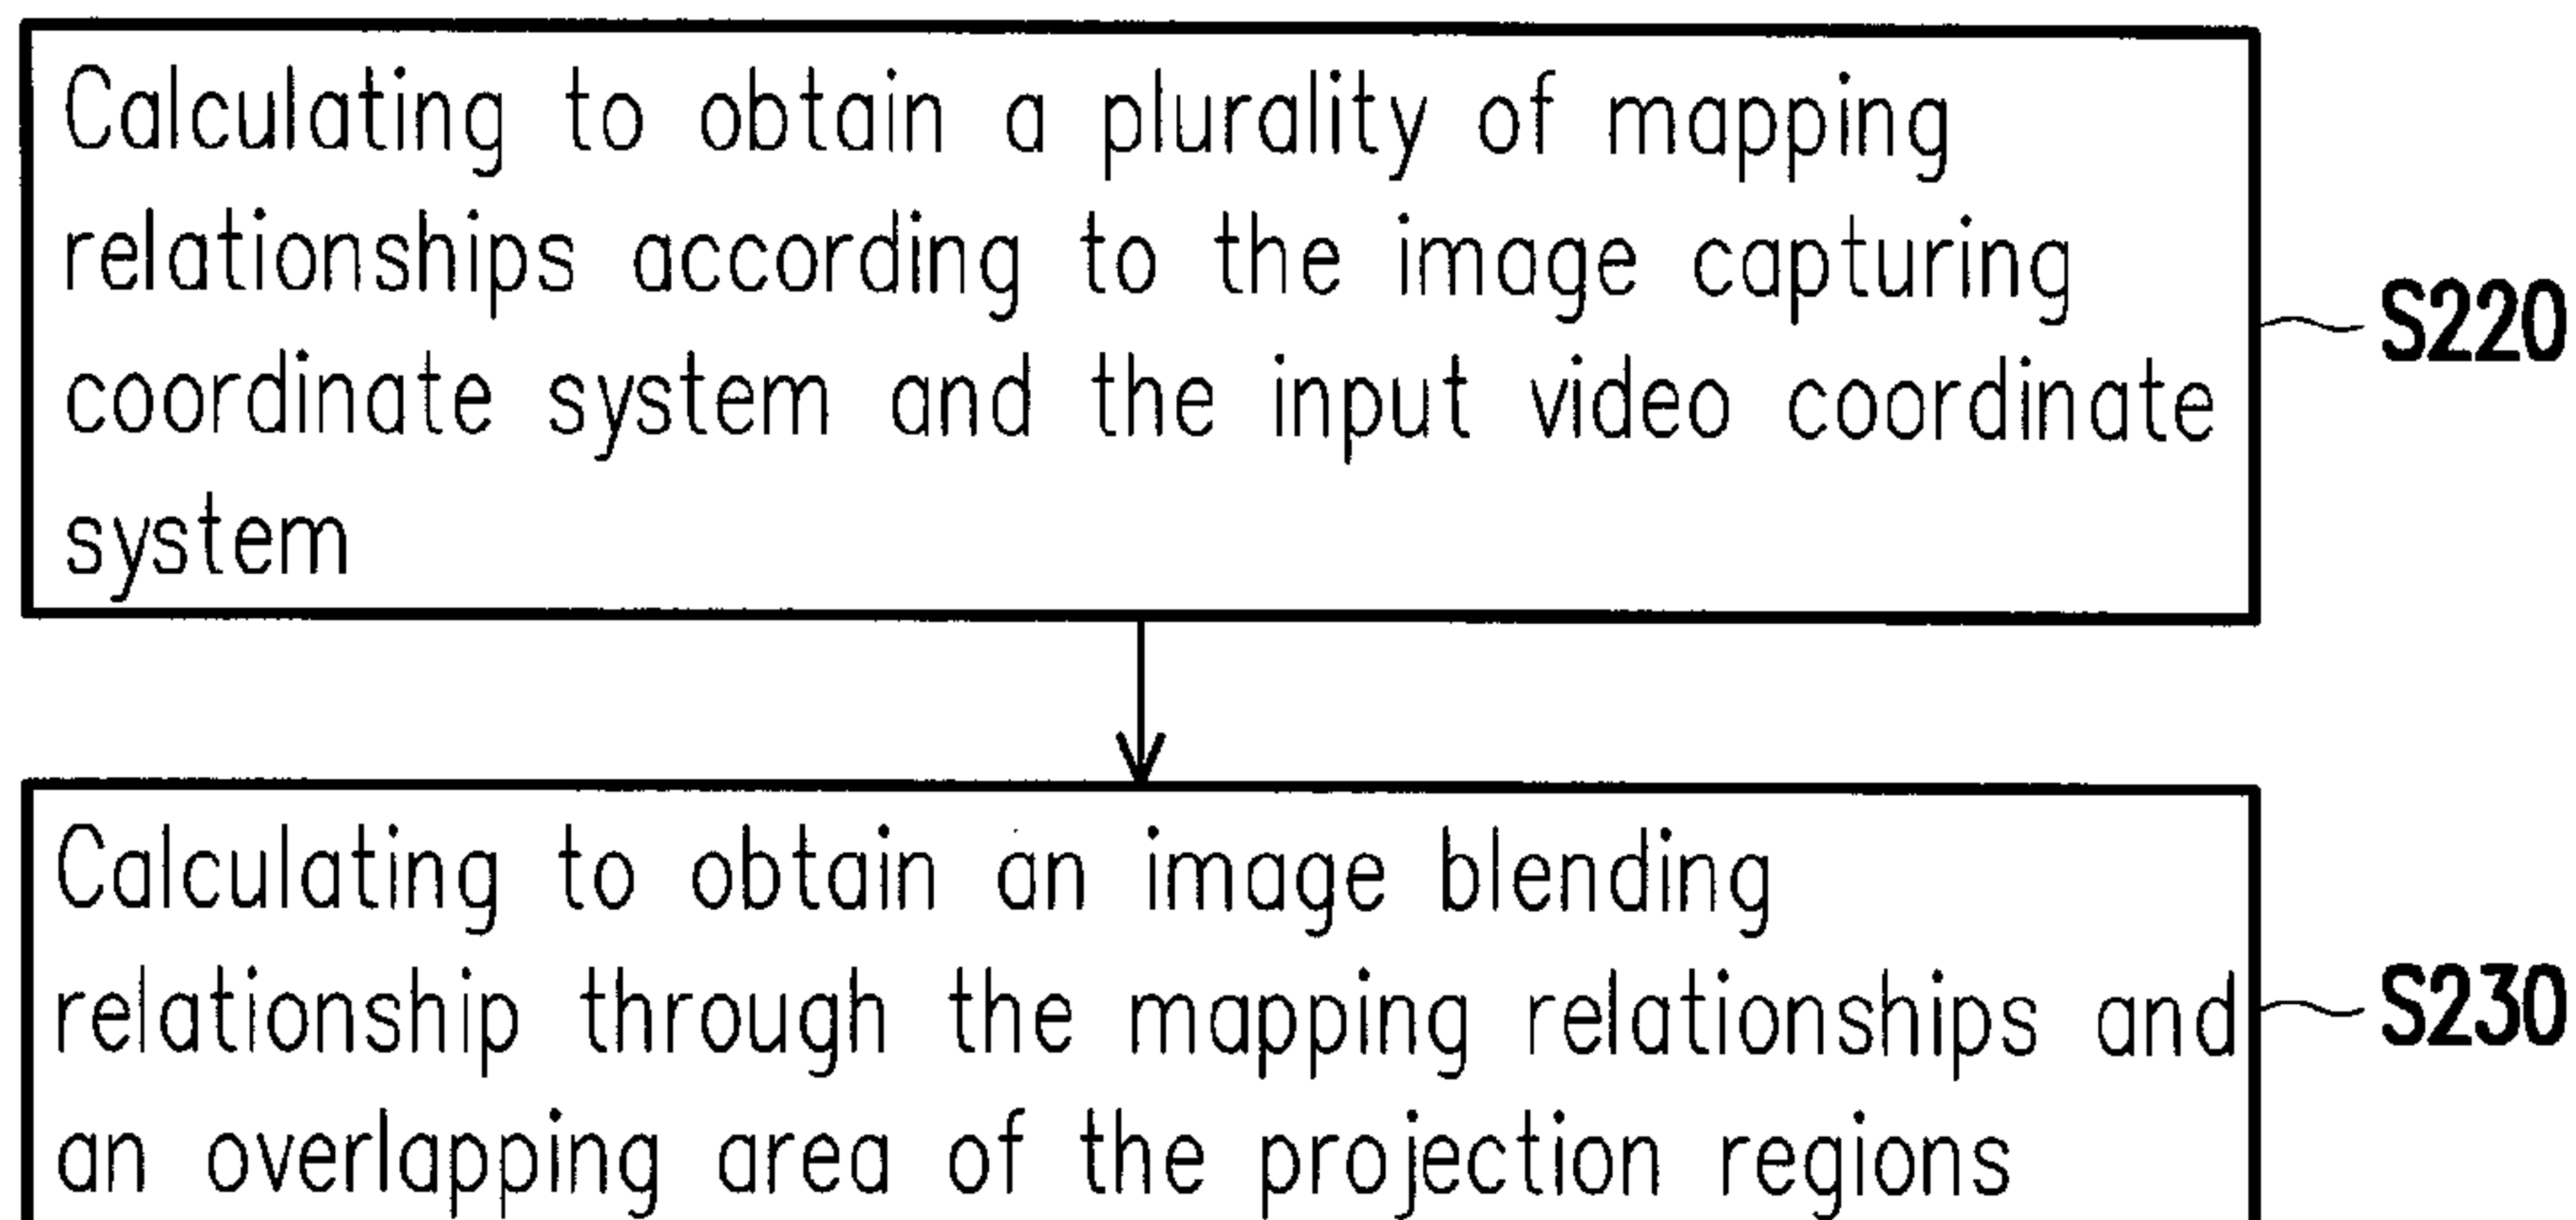 Calculating to obtain a plurality of mapping
relationships according to the image capturing
coordinate system and the input video coordinate
system
S220
Calculating to obtain an image blending
relationship through the mapping relationships and
an overlapping area of the projection regions
S230